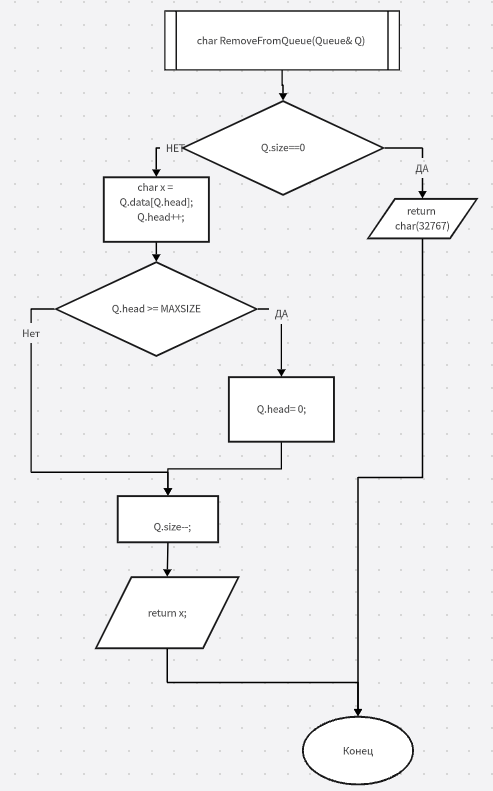 char RemoveFromQueue(Queue& Q)
Q.size==0
НЕТ
ДА
char x =
Q.data[Q.head];
Q.head++;
return
char(32767)
Q.head >= MAXSIZE
ДА
Нет
Q.head= 0;
Q.size--;
return x;
Конец